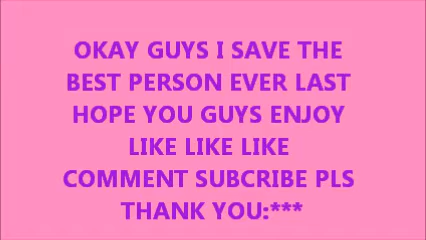 OKAY GUYS I SAVE THE
BEST PERSON EVER LAST
HOPE YOU GUYS ENJOY
LIKE LIKE LIKE
COMMENT SUBCRIBE PLS
THANK YOU:***